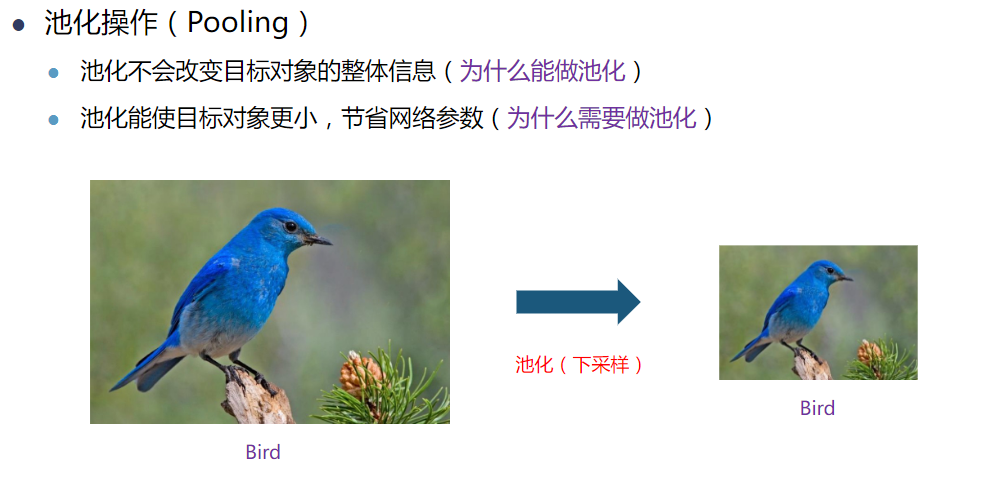 池化操作（Pooling）
池化不会改变目标对象的整体信息（为什么能做池化）
池化能使目标对象更小，节省网络参数（为什么需要做池化）
池化（下采样）
Bird
Bird